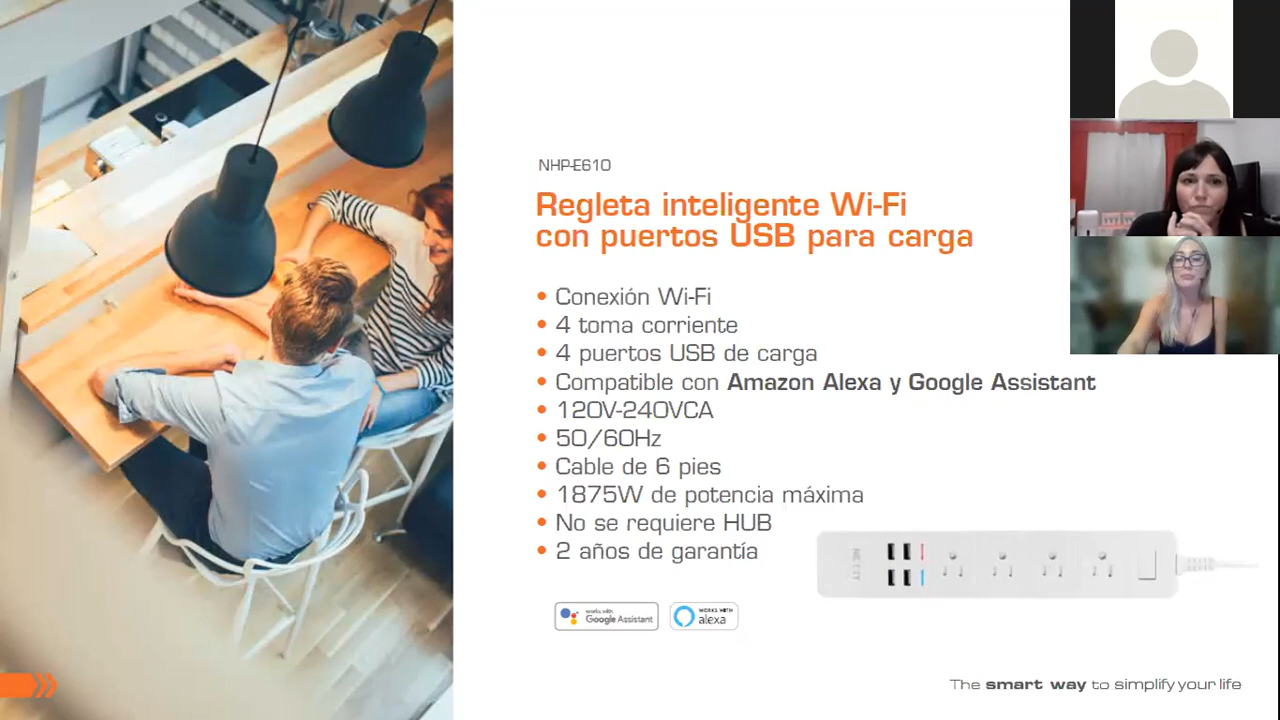 NHP-E610
Regleta inteligente Wi-Fi
con puertos USB para carga
• Conexión Wi-Fi
• 4 toma corriente
• 4 puertos USB de carga
• Compatible con Amazon Alexa y Google Assistant
• 120V-240VCA
• 50/60Hz
• Cable de 6 pies
• 1875W de potencia máxima
• No se requiere HUB
• 2 años de garantía
works with
Google Assistant
WORKS WITH
alexa
The smart way to simplify your life